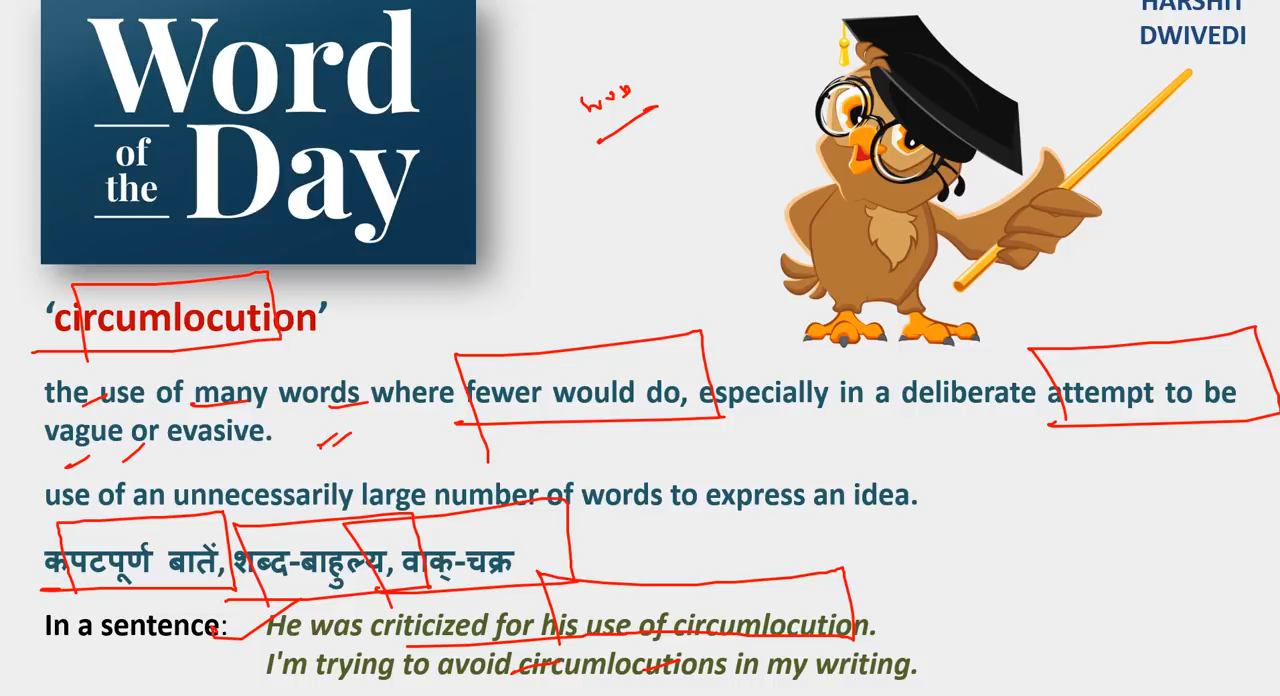 HARSHIT
DWIVEDI
Word
of the Day
'circumlocution'
the use of many words where fewer would do, especially in a deliberate attempt to be
vague or evasive.
use of an unnecessarily large number of words to express an idea.
कपटपूर्ण बातें, शब्द-बाहुल्य, वाक्-चक्र
In a sentence: He was criticized for his use of circumlocution.
I'm trying to avoid circumlocutions in my writing.